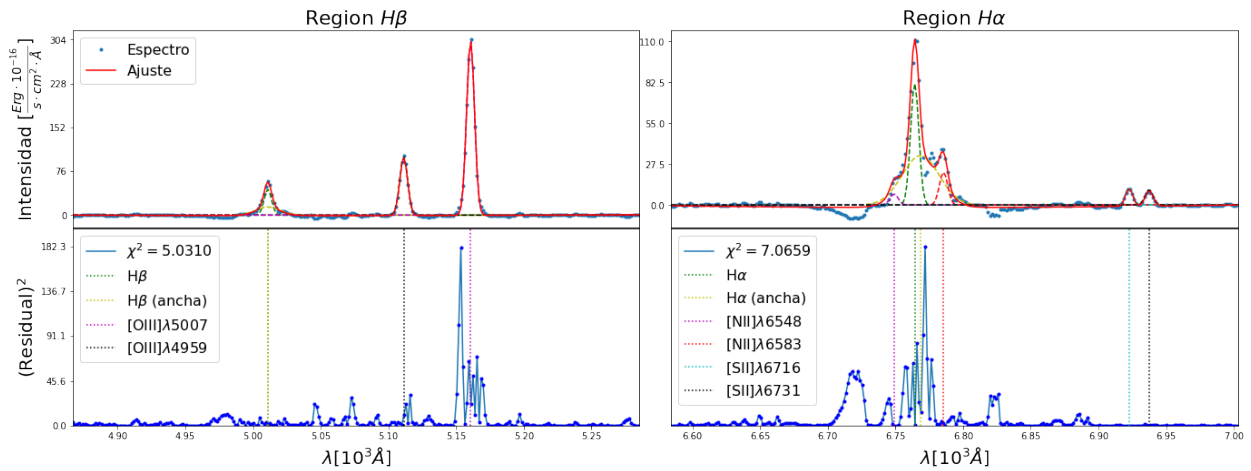 Region Hβ
Region Hα
Intensidad [Erg·10⁻¹⁶ / s·cm²·Å]
304
228
152
76
0
Espectro
Ajuste
110.0
82.5
55.0
27.5
0.0
(Residual)²
182.3
136.7
91.1
45.6
0.0
χ² = 5.0310
Hβ
Hβ (ancha)
[OIII]λ5007
[OIII]λ4959
χ² = 7.0659
Hα
Hα (ancha)
[NII]λ6548
[NII]λ6583
[SII]λ6716
[SII]λ6731
4.90 4.95 5.00 5.05 5.10 5.15 5.20 5.25
6.60 6.65 6.70 6.75 6.80 6.85 6.90 6.95 7.00
λ[10³Å]
λ[10³Å]